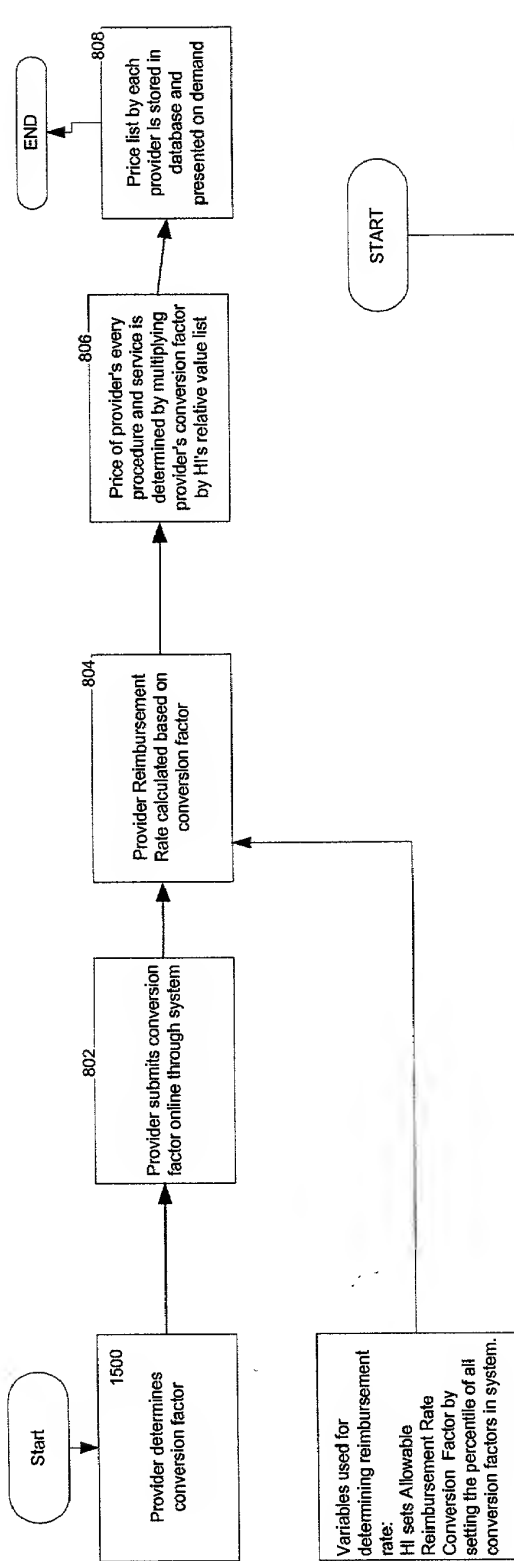 Start
1500
Provider determines
conversion factor
802
Provider submits conversion
factor online through system
804
Provider Reimbursement
Rate calculated based on
conversion factor
806
Price of provider's every
procedure and service is
determined by multiplying
provider's conversion factor
by HI's relative value list
808
Price list by each
provider is stored in
database and
presented on demand
END
Variables used for
determining reimbursement
rate:
HI sets Allowable
Reimbursement Rate
Conversion Factor by
setting the percentile of all
conversion factors in system.
START